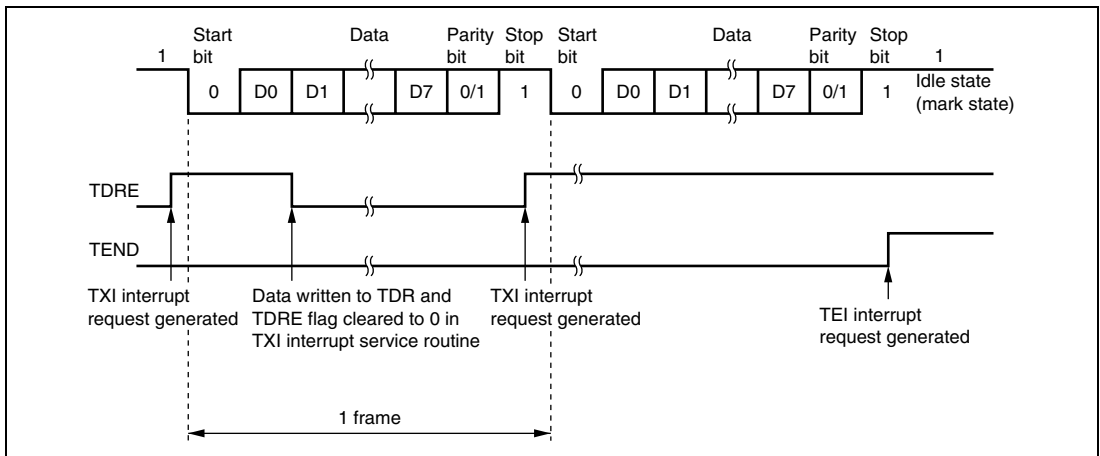 Start Data Parity Stop Start Data Parity Stop
1 bit bit bit bit bit bit 1
0 D0 D1 D7 0/1 1 0 D0 D1 D7 0/1 1 Idle state
(mark state)
TDRE
TEND
TXI interrupt
request generated
Data written to TDR and
TDRE flag cleared to 0 in
TXI interrupt service routine
TXI interrupt
request generated
TEI interrupt
request generated
1 frame